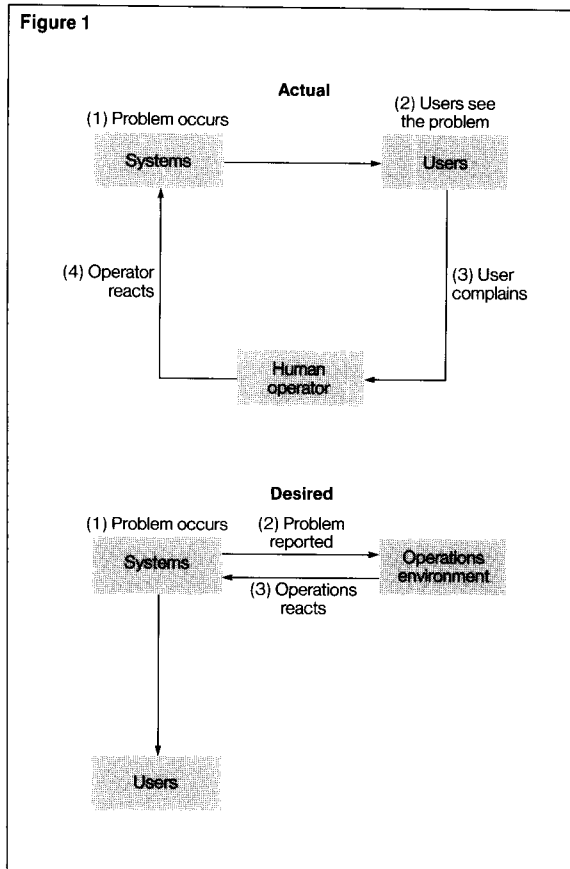 Figure 1
Actual
(1) Problem occurs
(2) Users see
the problem
Systems
Users
(4) Operator
reacts
(3) User
complains
Human
operator
Desired
(1) Problem occurs
(2) Problem
reported
Systems
Operations
environment
(3) Operations
reacts
Users